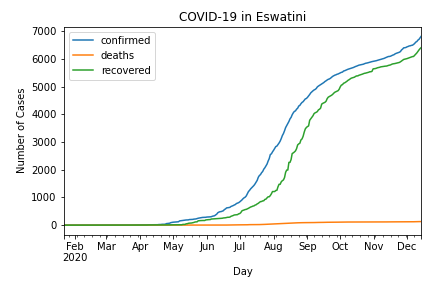 COVID-19 in Eswatini
7000
6000
5000
4000
3000
2000
1000
0
Number of Cases
confirmed
deaths
recovered
Feb Mar Apr May Jun Jul Aug Sep Oct Nov Dec
2020
Day